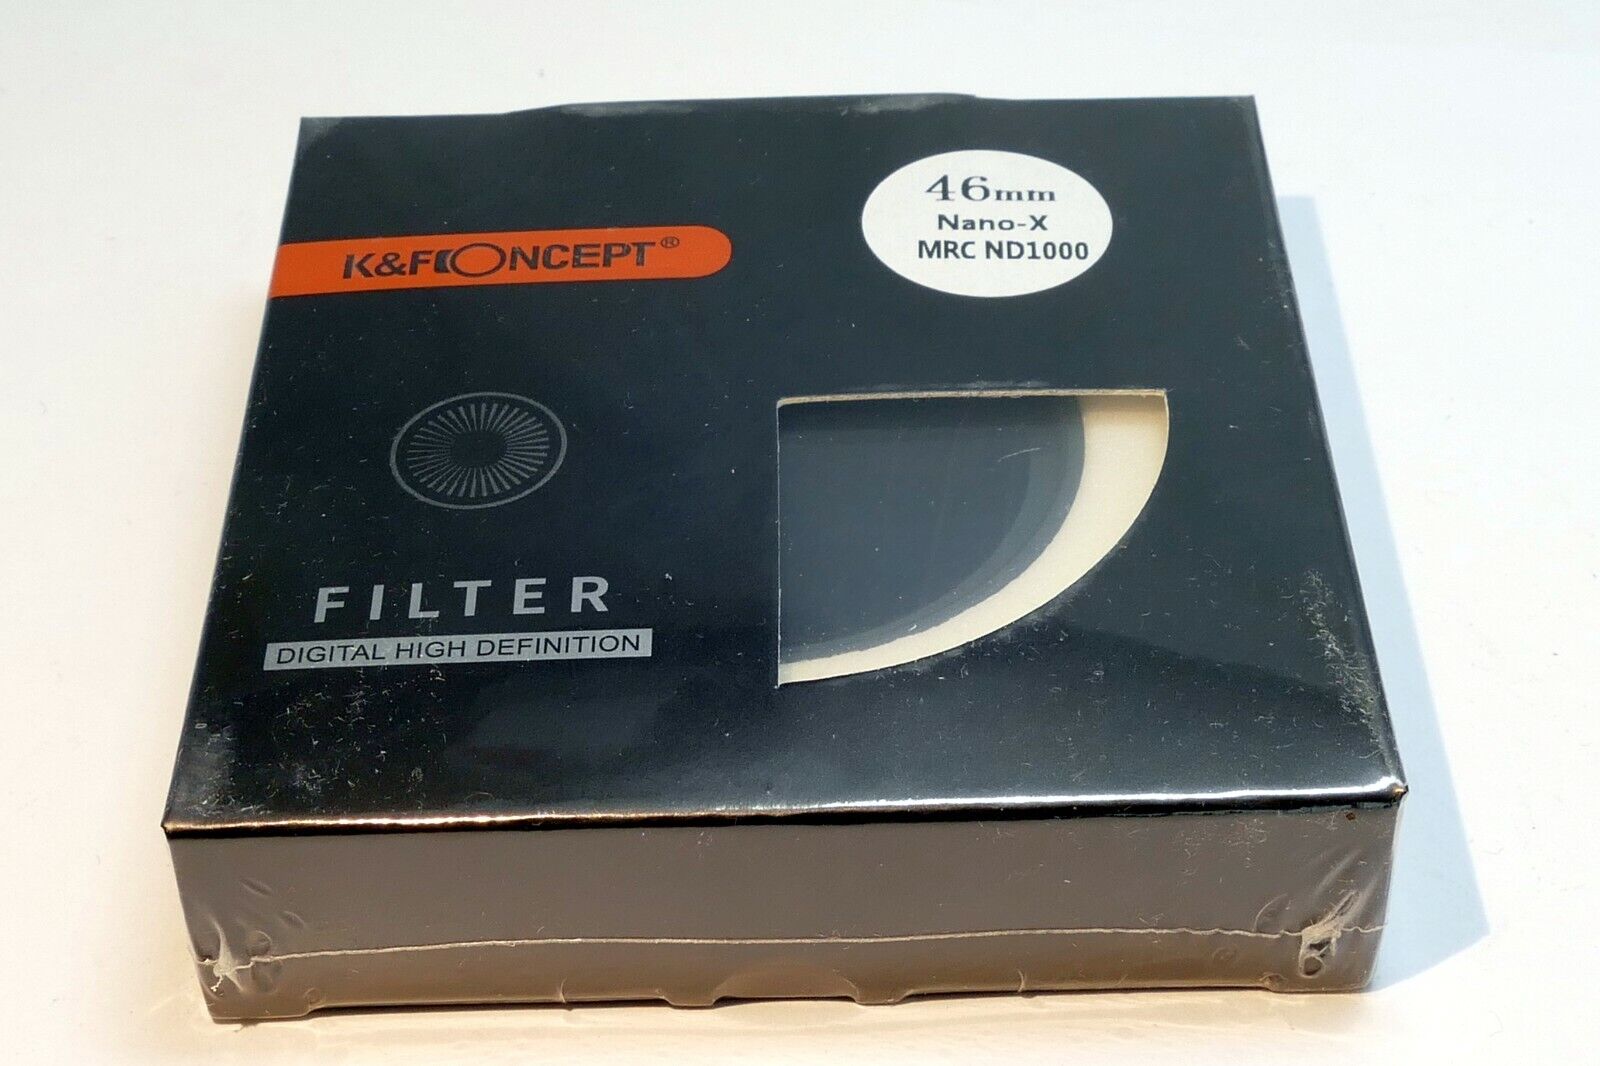 46mm
Nano-X
MRC ND1000
K&F CONCEPT®
FILTER
DIGITAL HIGH DEFINITION